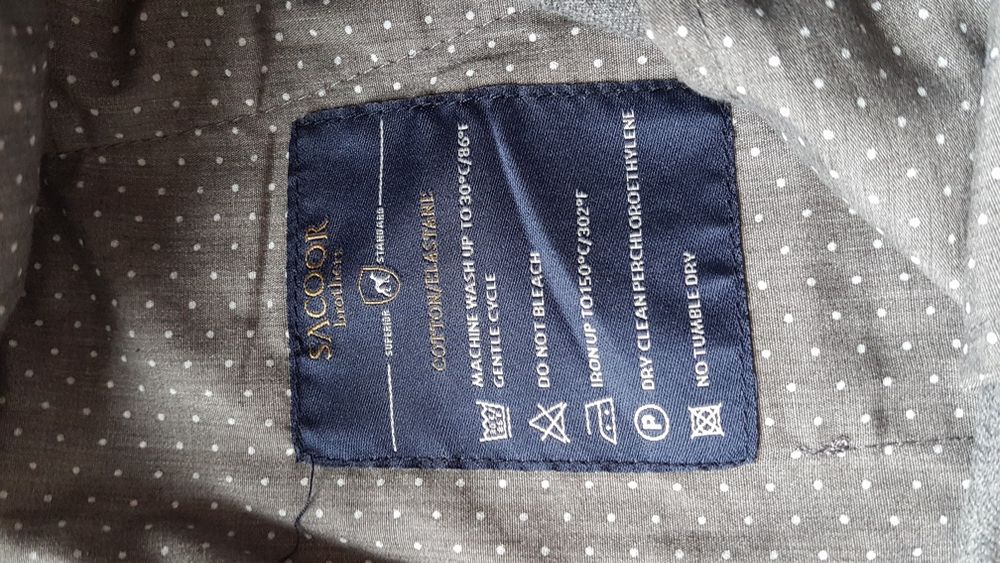 SACOOR
brothers
SUPERIOR STANDARD
COTTON/ELASTANE
MACHINE WASH UP TO 30°C/86°F
GENTLE CYCLE
DO NOT BLEACH
IRON UP TO 150°C/302°F
P DRY CLEAN PERCHLOROETHYLENE
NO TUMBLE DRY